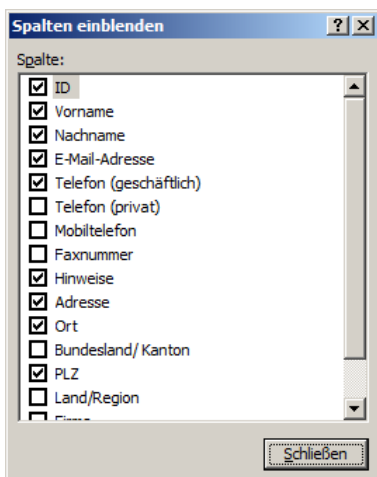 Spalten einblenden
Spalte:
ID
Vorname
Nachname
E-Mail-Adresse
Telefon (geschäftlich)
Telefon (privat)
Mobiltelefon
Faxnummer
Hinweise
Adresse
Ort
Bundesland/Kanton
PLZ
Land/Region
Schließen